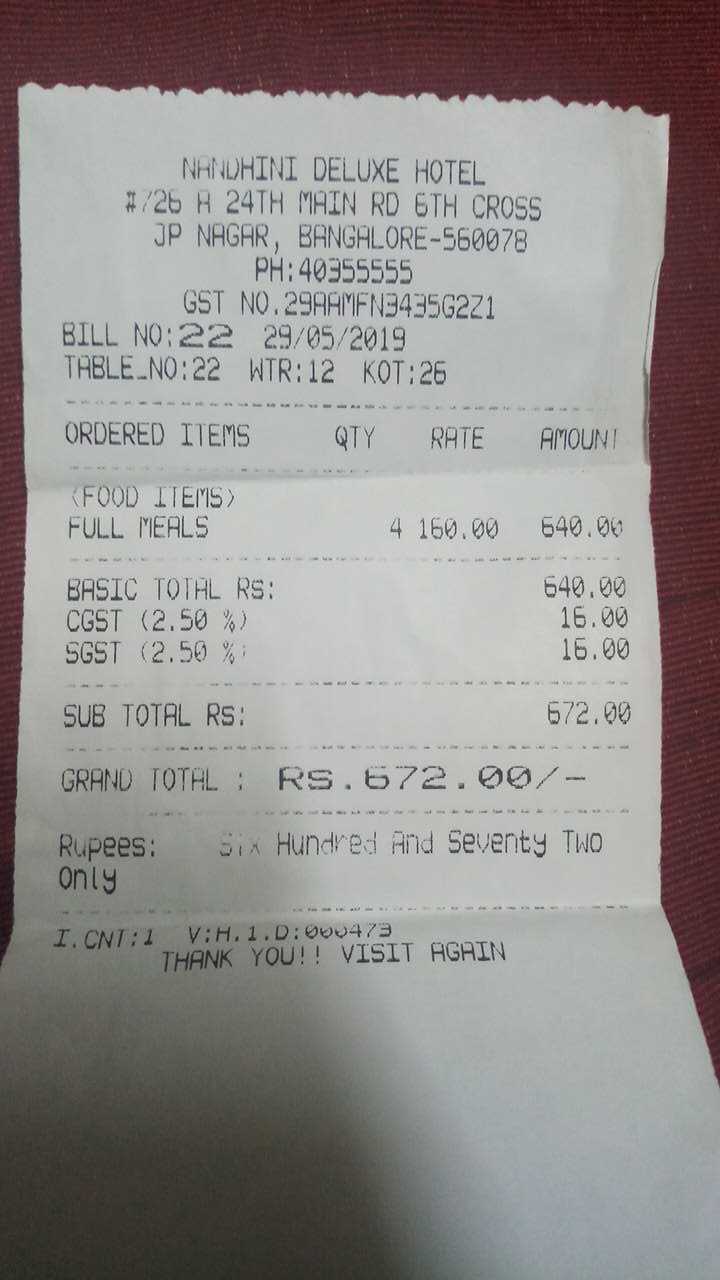 NANDHINI DELUXE HOTEL
#726 A 24TH MAIN RD 6TH CROSS
JP NAGAR, BANGALORE-560078
PH:40355555
GST NO.29AAMFN3435G2Z1
BILL NO:22 29/05/2019
TABLE_NO:22 WTR:12 KOT:26
ORDERED ITEMS QTY RATE AMOUNT
(FOOD ITEMS)
FULL MEALS 4 160.00 640.00
BASIC TOTAL Rs: 640.00
CGST (2.50 %) 16.00
SGST (2.50 %) 16.00
SUB TOTAL Rs: 672.00
GRAND TOTAL : Rs.672.00/-
Rupees: Six Hundred And Seventy Two
Only
I.CNT:1 V:H.1.D:000473
THANK YOU!! VISIT AGAIN